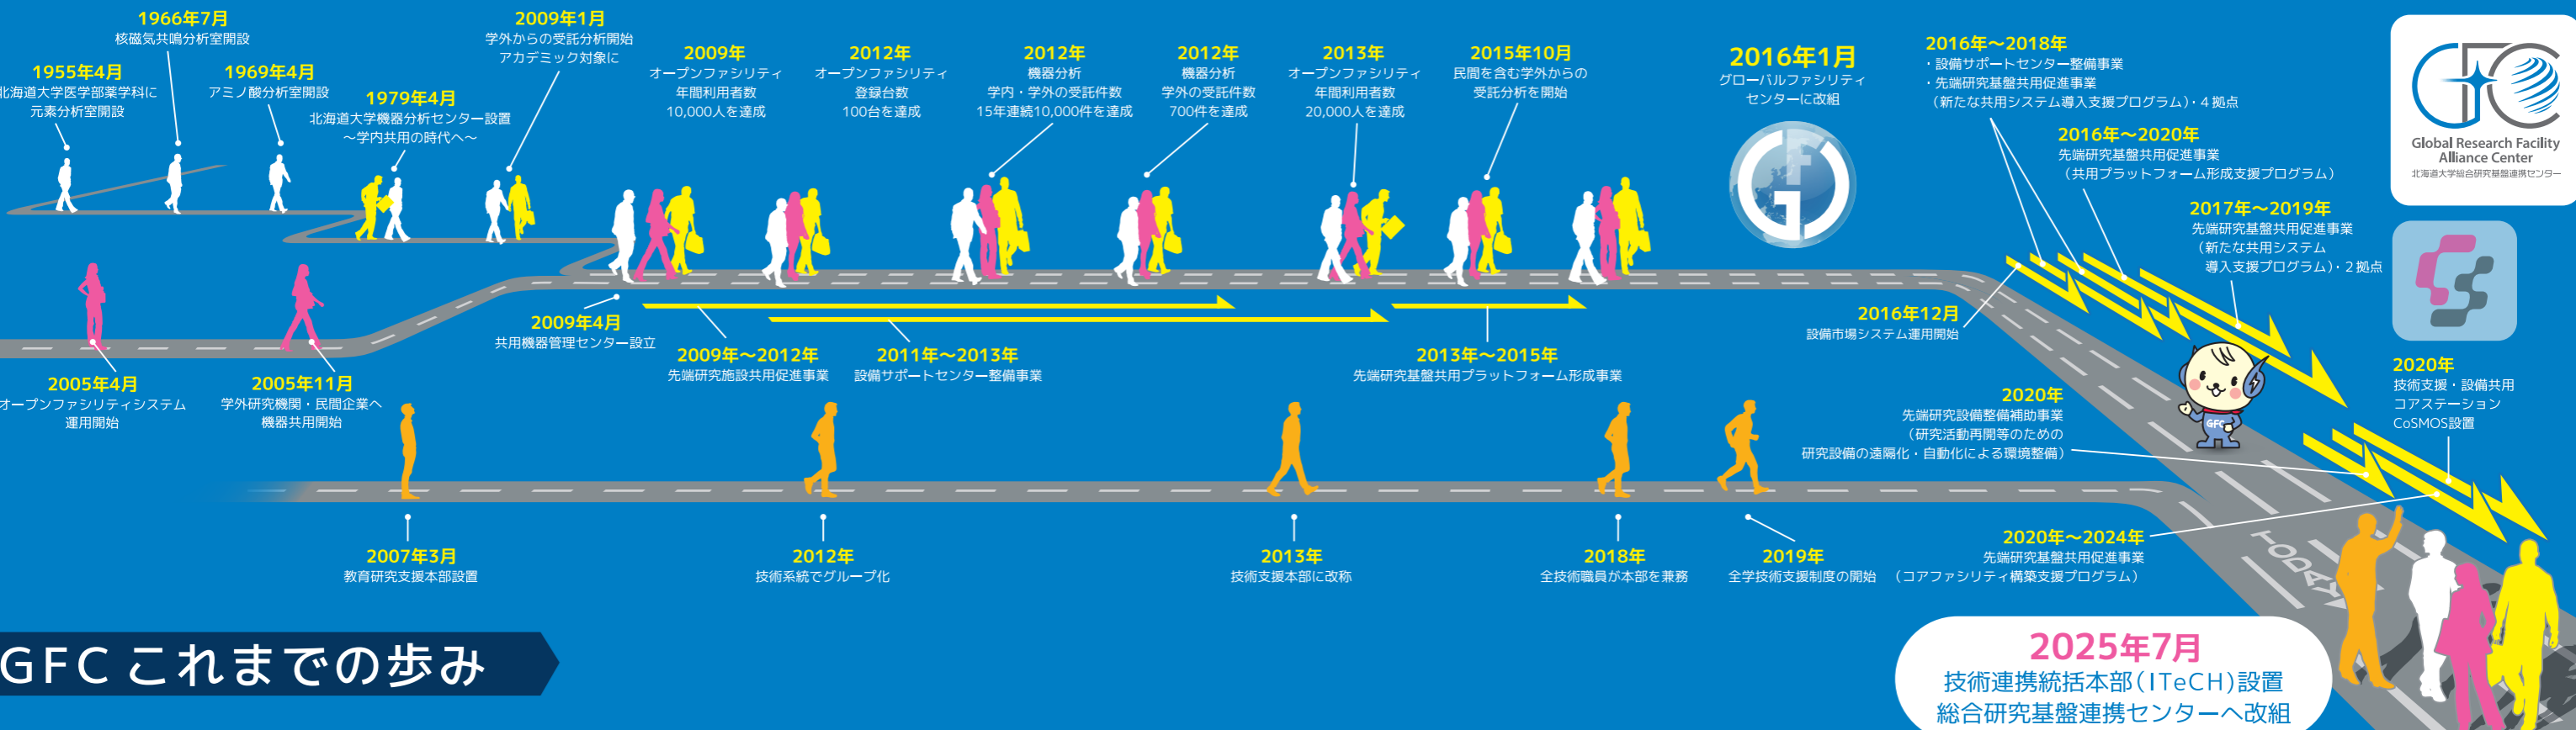 1955年4月
北海道大学医学部薬学科に
元素分析室開設
1966年7月
核磁気共鳴分析室開設
1969年4月
アミノ酸分析室開設
1979年4月
北海道大学機器分析センター設置
～学内共用の時代へ～
2009年1月
学外からの受託分析開始
アカデミック対象に
2009年
オープンファシリティ
年間利用者数
10,000人を達成
2012年
オープンファシリティ
登録台数
100台を達成
2012年
機器分析
学内・学外の受託件数
15年連続10,000件を達成
2012年
機器分析
学外の受託件数
700件を達成
2013年
オープンファシリティ
年間利用者数
20,000人を達成
2015年10月
民間を含む学外からの
受託分析を開始
2016年1月
グローバルファシリティ
センターに改組
GFC
2016年～2018年
・設備サポートセンター整備事業
・先端研究基盤共用促進事業
（新たな共用システム導入支援プログラム）・4拠点
2016年～2020年
先端研究基盤共用促進事業
（共用プラットフォーム形成支援プログラム）
2017年～2019年
先端研究基盤共用促進事業
（新たな共用システム
導入支援プログラム）・2拠点
GFC
Global Research Facility
Alliance Center
北海道大学総合研究基盤連携センター
2005年4月
オープンファシリティシステム
運用開始
2005年11月
学外研究機関・民間企業へ
機器共用開始
2009年4月
共用機器管理センター設立
2009年～2012年
先端研究施設共用促進事業
2011年～2013年
設備サポートセンター整備事業
2013年～2015年
先端研究基盤共用プラットフォーム形成事業
2016年12月
設備市場システム運用開始
2020年
先端研究設備整備補助事業
（研究活動再開等のための
研究設備の遠隔化・自動化による環境整備）
GFC
2020年
技術支援・設備共用
コアステーション
CoSMOS設置
2007年3月
教育研究支援本部設置
2012年
技術系統でグループ化
2013年
技術支援本部に改称
2018年
全技術職員が本部を兼務
2019年
全学技術支援制度の開始
2020年～2024年
先端研究基盤共用促進事業
（コアファシリティ構築支援プログラム）
TODAY
GFC これまでの歩み
2025年7月
技術連携統括本部（ITeCH）設置
総合研究基盤連携センターへ改組